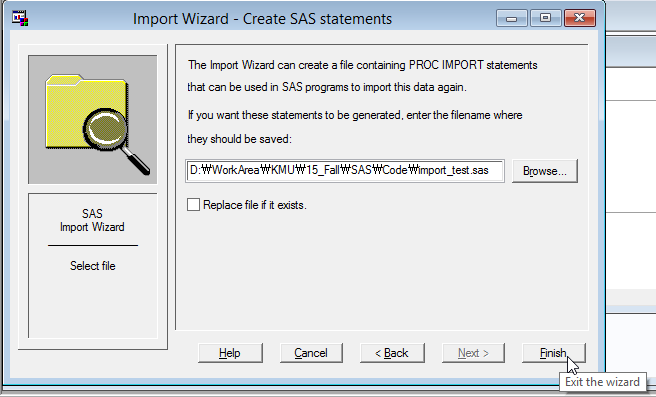 Import Wizard - Create SAS statements
The Import Wizard can create a file containing PROC IMPORT statements
that can be used in SAS programs to import this data again.
If you want these statements to be generated, enter the filename where
they should be saved:
D:₩WorkArea₩KMU₩15_Fall₩SAS₩Code₩import_test.sas
Browse...
Replace file if it exists.
SAS
Import Wizard
Select file
Help
Cancel
< Back
Next >
Finish
Exit the wizard